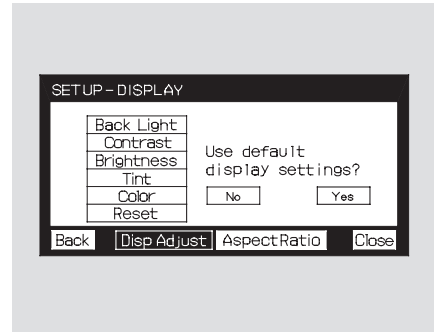 SETUP-DISPLAY
Back Light
Contrast
Brightness
Tint
Color
Reset
Use default
display settings?
No Yes
Back Disp Adjust AspectRatio Close